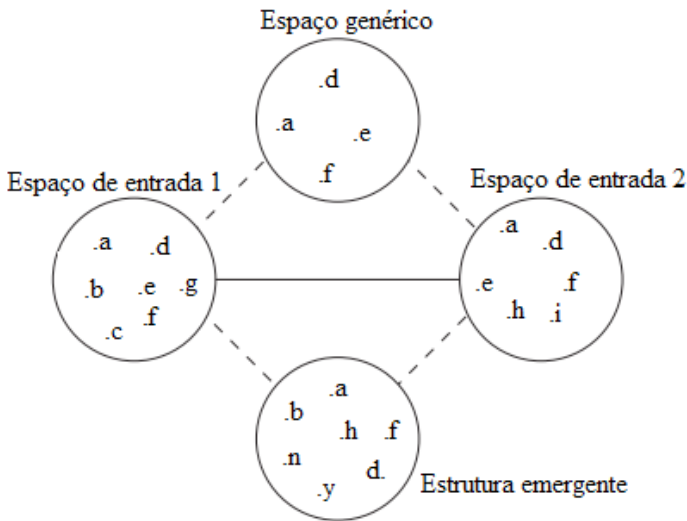 Espaço genérico
.d
.a
.e
.f
Espaço de entrada 1
.a
.d
.b
.e
.g
.f
.c
Espaço de entrada 2
.a
.d
.e
.f
.h
.i
.a
.b
.h
.f
.n
d.
.y
Estrutura emergente